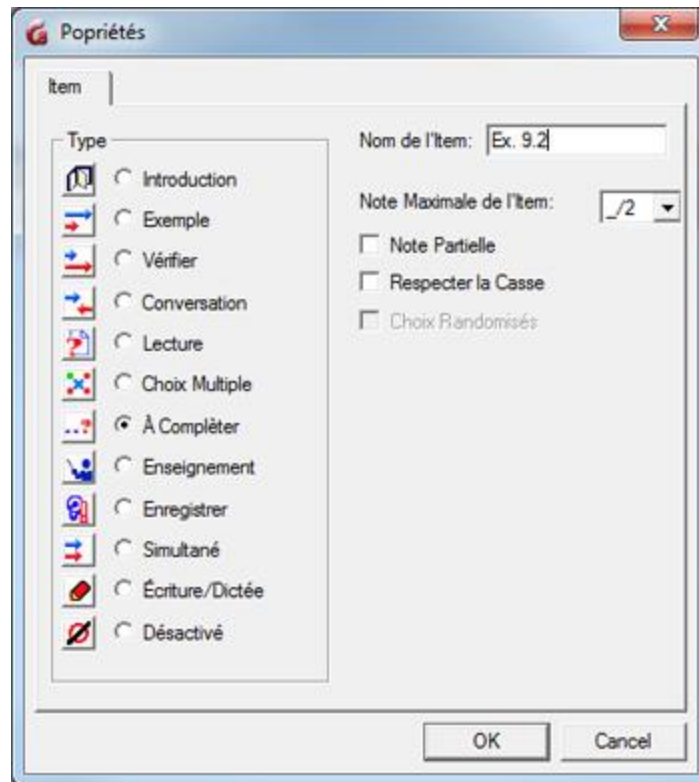 Popriétés
Item
Type
Introduction
Exemple
Vérifier
Conversation
Lecture
Choix Multiple
À Complèter
Enseignement
Enregistrer
Simultané
Écriture/Dictée
Désactivé
Nom de l'Item: Ex. 9.2
Note Maximale de l'Item: _/2
Note Partielle
Respecter la Casse
Choix Randomisés
OK Cancel